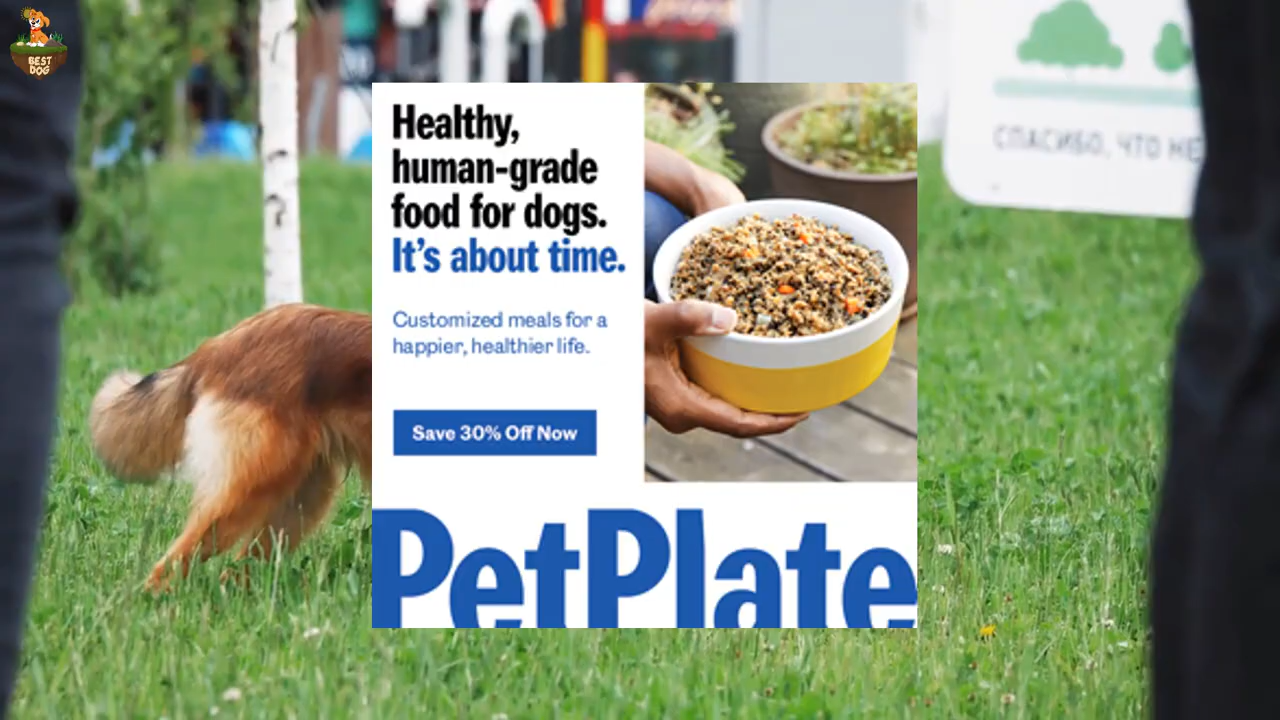 BEST
DOG
Healthy,
human-grade
food for dogs.
It's about time.
Customized meals for a
happier, healthier life.
Save 30% Off Now
PetPlate
СПАСИБО, ЧТО НЕ